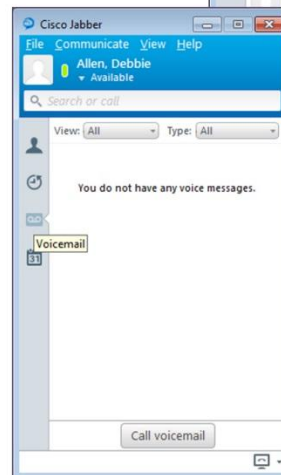 Cisco Jabber
File Communicate View Help
Allen, Debbie
Available
Search or call
View: All Type: All
You do not have any voice messages.
Voicemail
31
Call voicemail